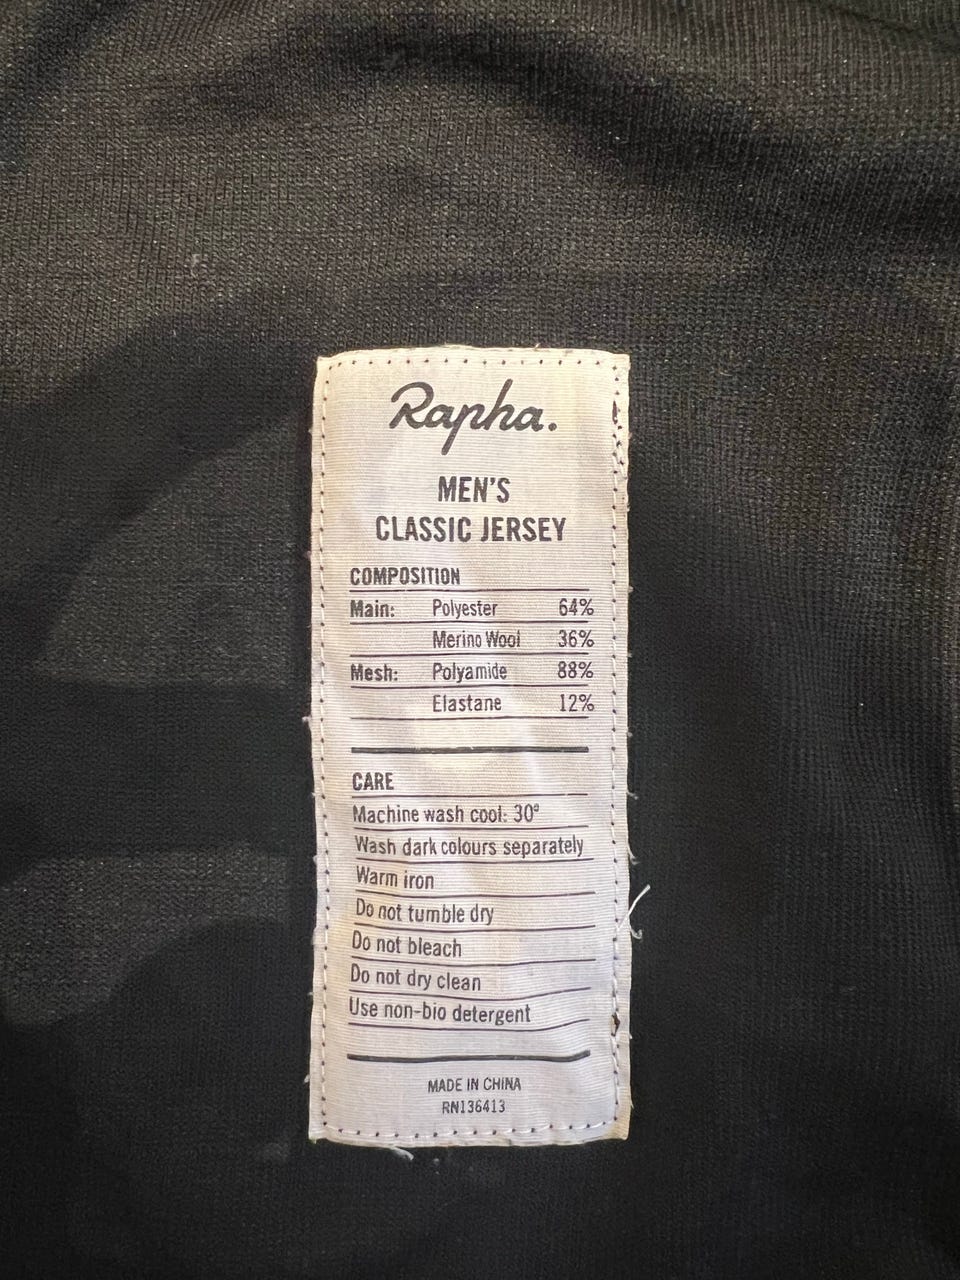 Rapha.
MEN'S
CLASSIC JERSEY
COMPOSITION
Main: Polyester 64%
Merino Wool 36%
Mesh: Polyamide 88%
Elastane 12%
CARE
Machine wash cool: 30°
Wash dark colours separately
Warm iron
Do not tumble dry
Do not bleach
Do not dry clean
Use non-bio detergent
MADE IN CHINA
RN136413